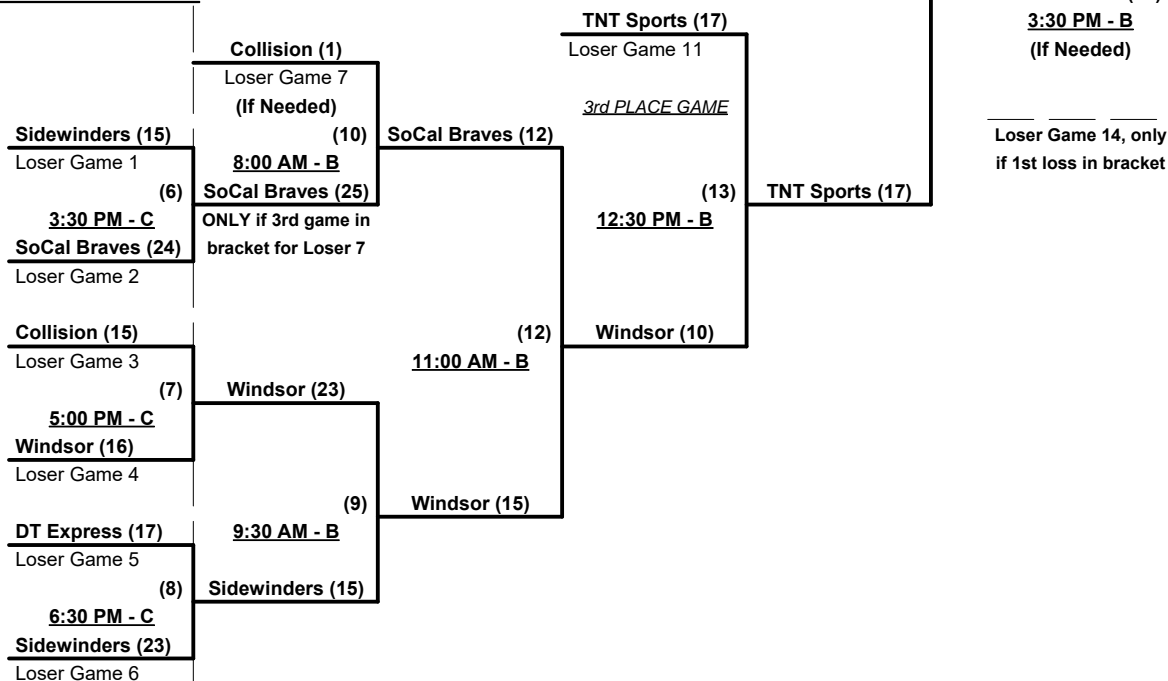 TNT Sports (17)
3:30 PM - B
Collision (1)
Loser Game 11
(If Needed)
Loser Game 7
(If Needed)
3rd PLACE GAME
Sidewinders (15)
(10)
SoCal Braves (12)
Loser Game 14, only
Loser Game 1
8:00 AM - B
if 1st loss in bracket
(6)
SoCal Braves (25)
(13)
TNT Sports (17)
3:30 PM - C
ONLY if 3rd game in
12:30 PM - B
SoCal Braves (24)
bracket for Loser 7
Loser Game 2
Collision (15)
(12)
Windsor (10)
Loser Game 3
11:00 AM - B
(7)
Windsor (23)
5:00 PM - C
Windsor (16)
Loser Game 4
(9)
Windsor (15)
DT Express (17)
9:30 AM - B
Loser Game 5
(8)
Sidewinders (15)
6:30 PM - C
Sidewinders (23)
Loser Game 6